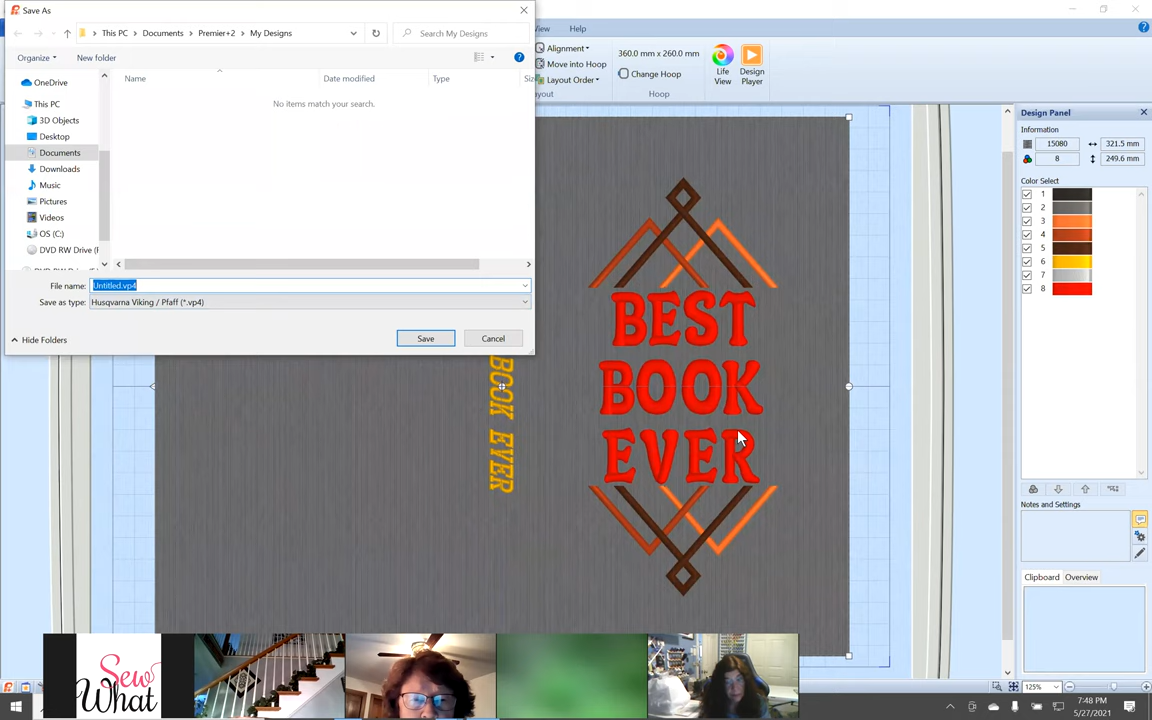 Save As
This PC > Documents > Premier+2 > My Designs
Search My Designs
Organize
New folder
OneDrive
This PC
3D Objects
Desktop
Documents
Downloads
Music
Pictures
Videos
OS (C:)
DVD RW Drive (
Name
Date modified
Type
No items match your search.
File name: Untitled.vp4
Save as type: Husqvarna Viking / Pfaff (*.vp4)
Hide Folders
Save
Cancel
View
Help
Alignment
Move into Hoop
Layout Order
360.0 mm x 260.0 mm
Change Hoop
Hoop
Life View
Design Player
BEST
BOOK
EVER
BOOK EVER
Design Panel
Information
15080
321.5 mm
8
249.6 mm
Color Select
1
2
3
4
5
6
7
8
Notes and Settings
Clipboard
Overview
Sew
What
125%
7:48 PM
5/27/2021